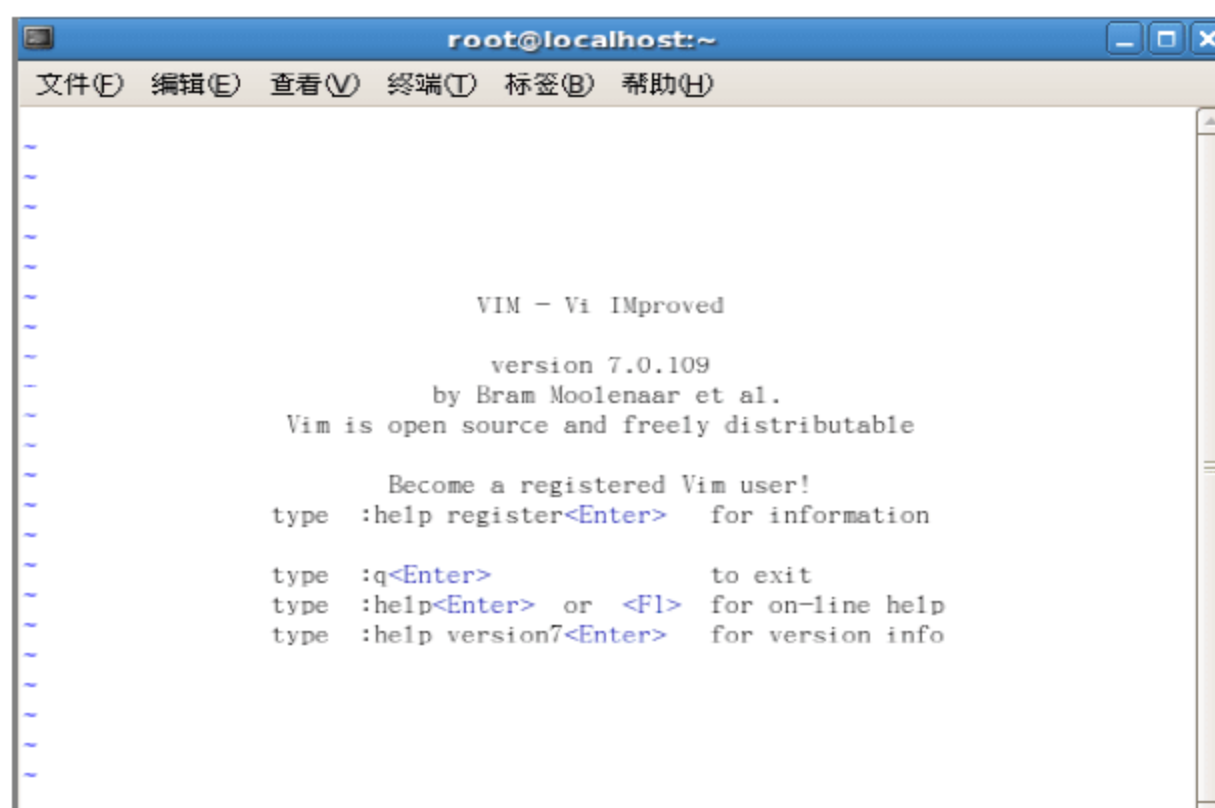 root@localhost:~
文件(F) 编辑(E) 查看(V) 终端(T) 标签(B) 帮助(H)
~
~
~
~
~
~
VIM - Vi IMproved
~
~
version 7.0.109
~
by Bram Moolenaar et al.
~
Vim is open source and freely distributable
~
~
Become a registered Vim user!
~
type :help register<Enter> for information
~
~
type :q<Enter> to exit
~
type :help<Enter> or <F1> for on-line help
~
type :help version7<Enter> for version info
~
~
~
~
~